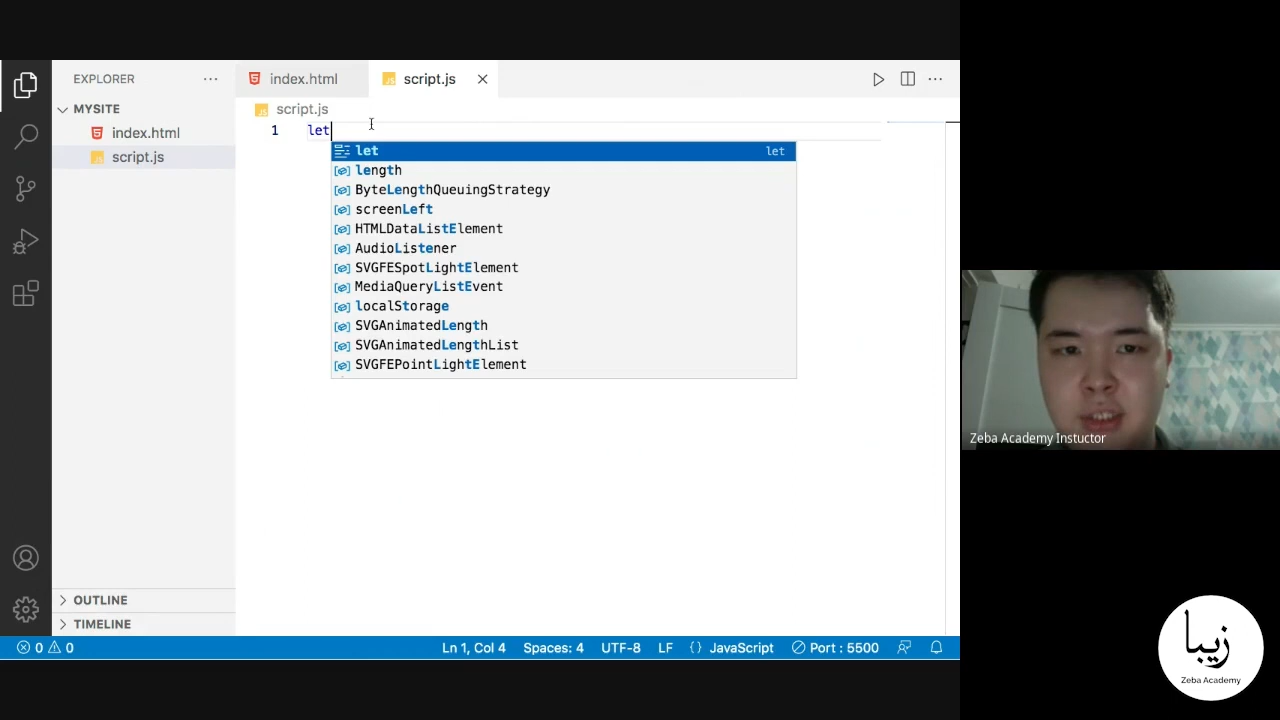 EXPLORER
index.html
script.js
MYSITE
script.js
index.html
1 let
script.js
let let
length
ByteLengthQueuingStrategy
screenLeft
HTMLDataListElement
AudioListener
SVGFESpotLightElement
MediaQueryListEvent
localStorage
SVGAnimatedLength
SVGAnimatedLengthList
SVGFEPointLightElement
Zeba Academy Instuctor
OUTLINE
TIMELINE
0 0 Ln 1, Col 4 Spaces: 4 UTF-8 LF {} JavaScript Port : 5500
زيبا
Zeba Academy